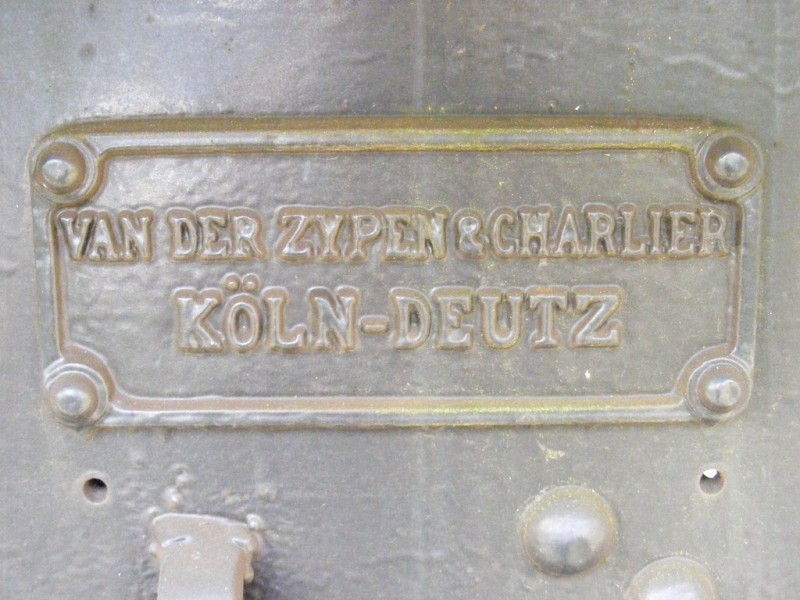 VAN DER ZYPEN & CHARLIER
KÖLN-DEUTZ